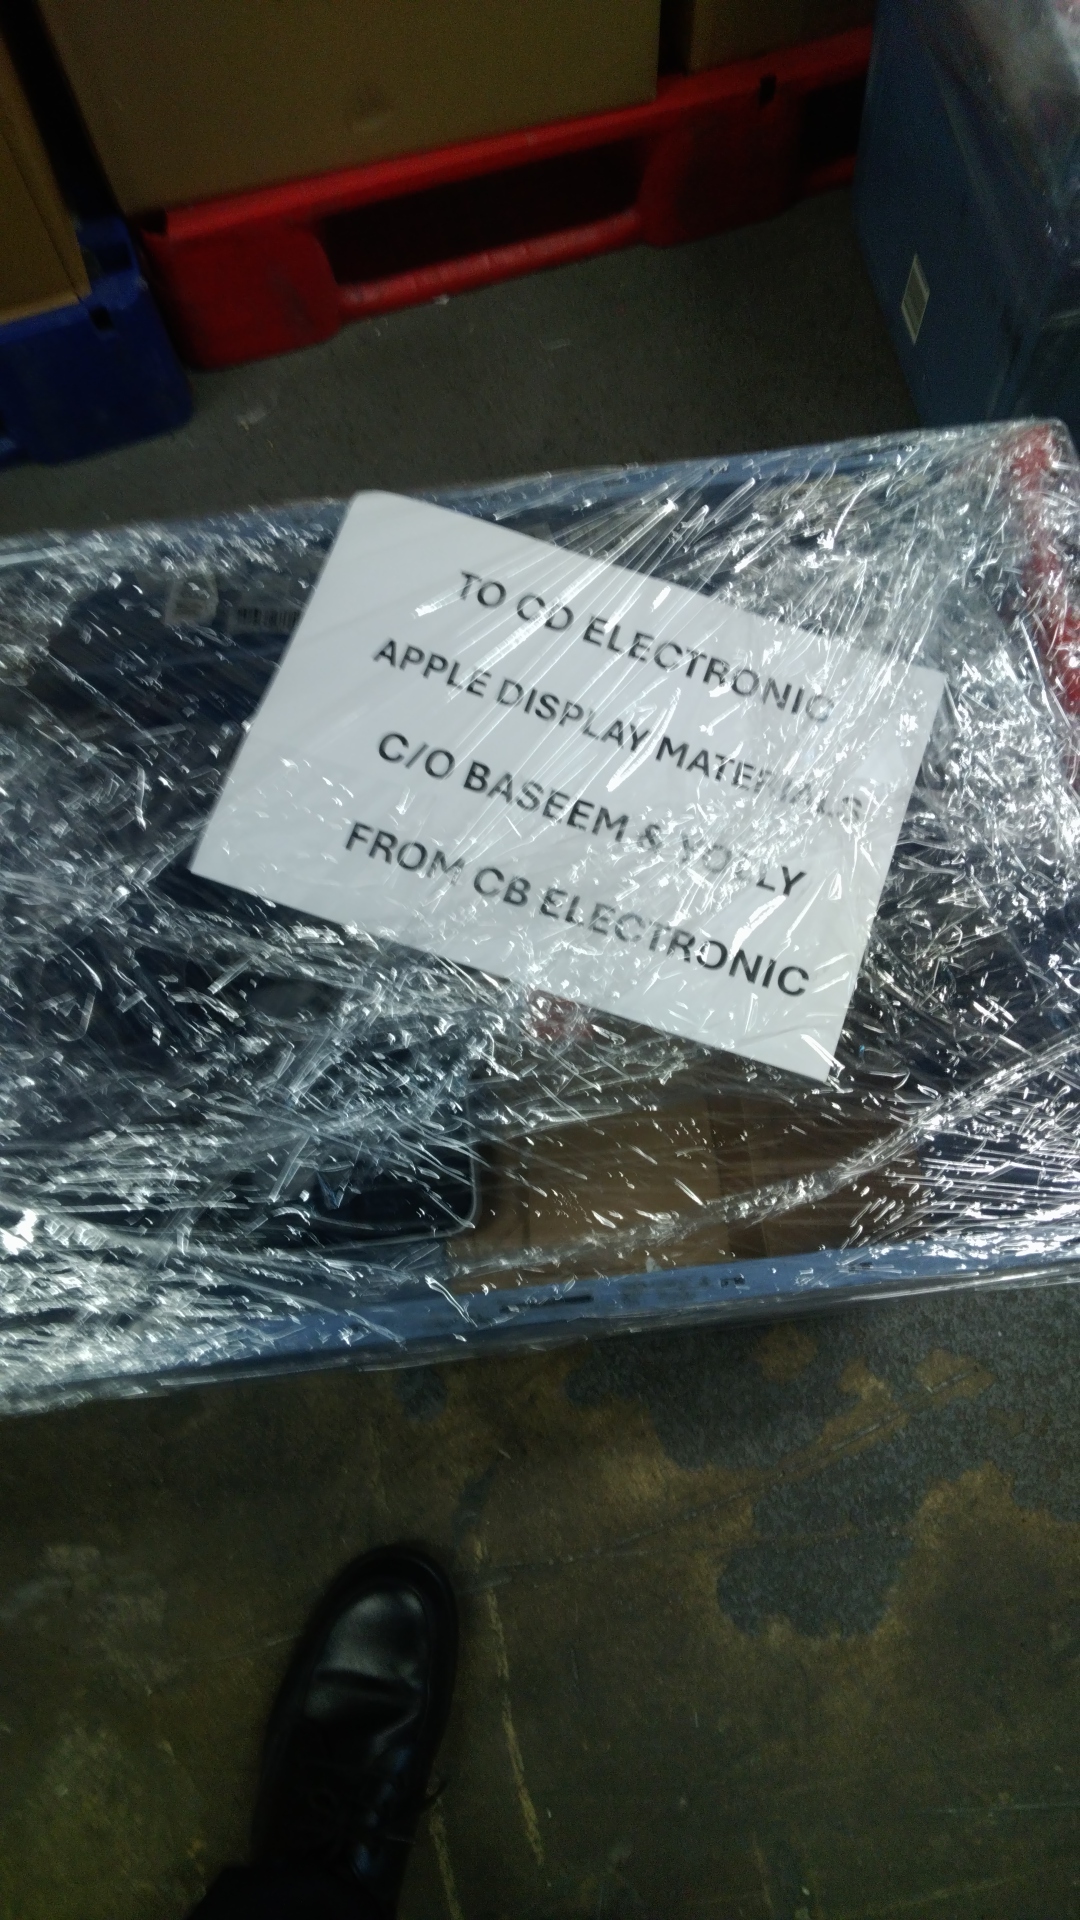 TO CD ELECTRONIC
APPLE DISPLAY MATERIALS
C/O BASEEM &
FROM CB ELECTRONIC